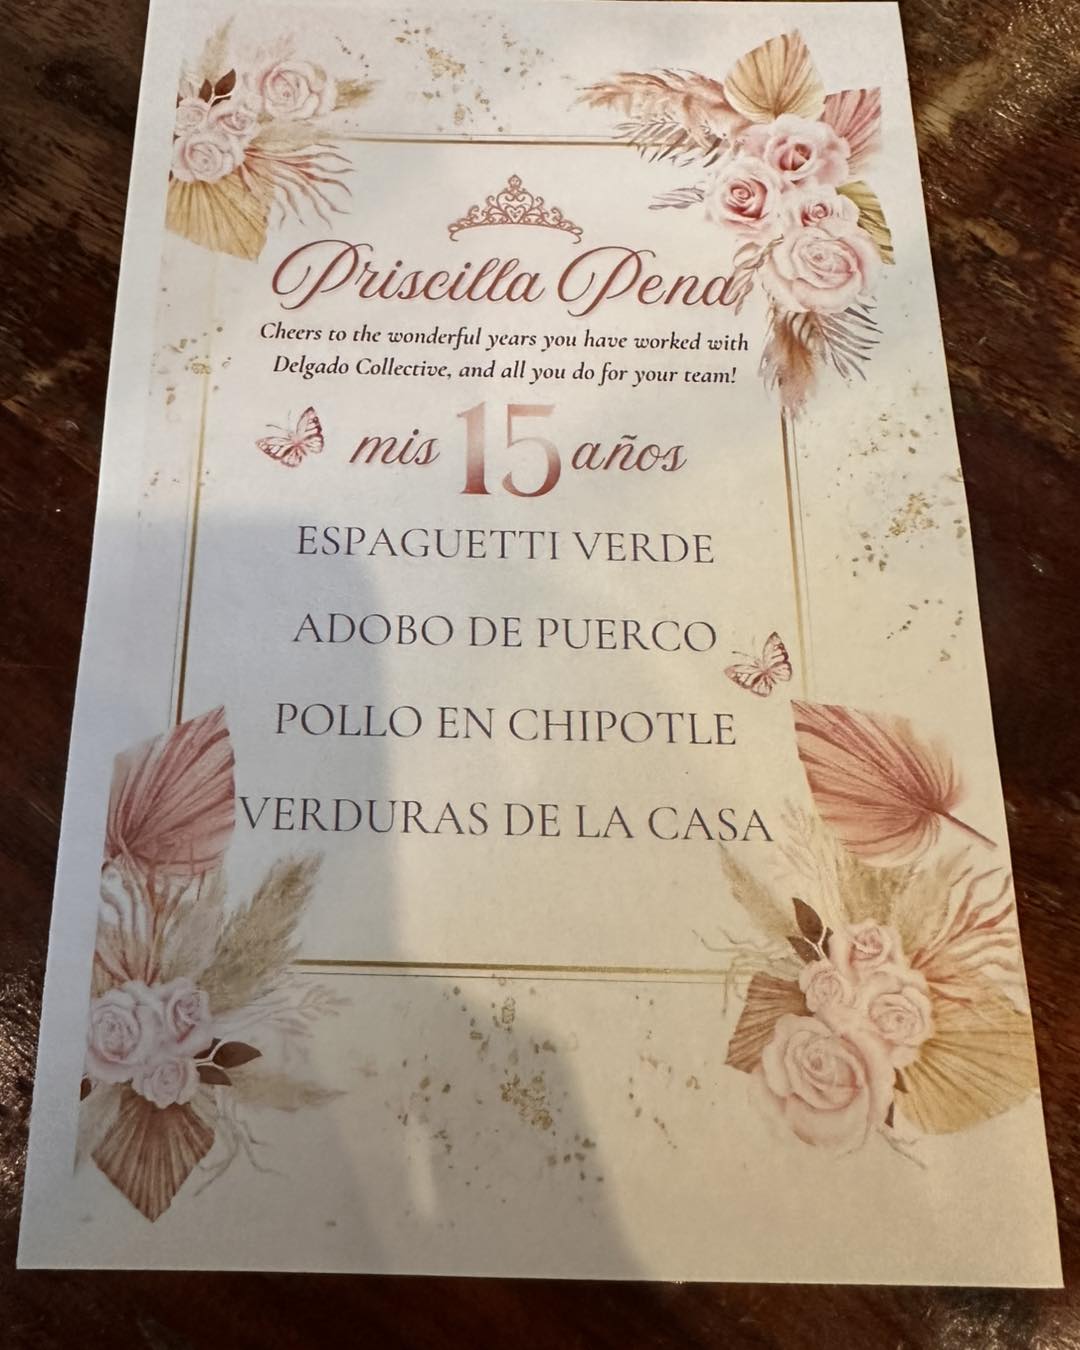 Priscilla Pena
Cheers to the wonderful years you have worked with
Delgado Collective, and all you do for your team!
mis 15 años
ESPAGUETTI VERDE
ADOBO DE PUERCO
POLLO EN CHIPOTLE
VERDURAS DE LA CASA